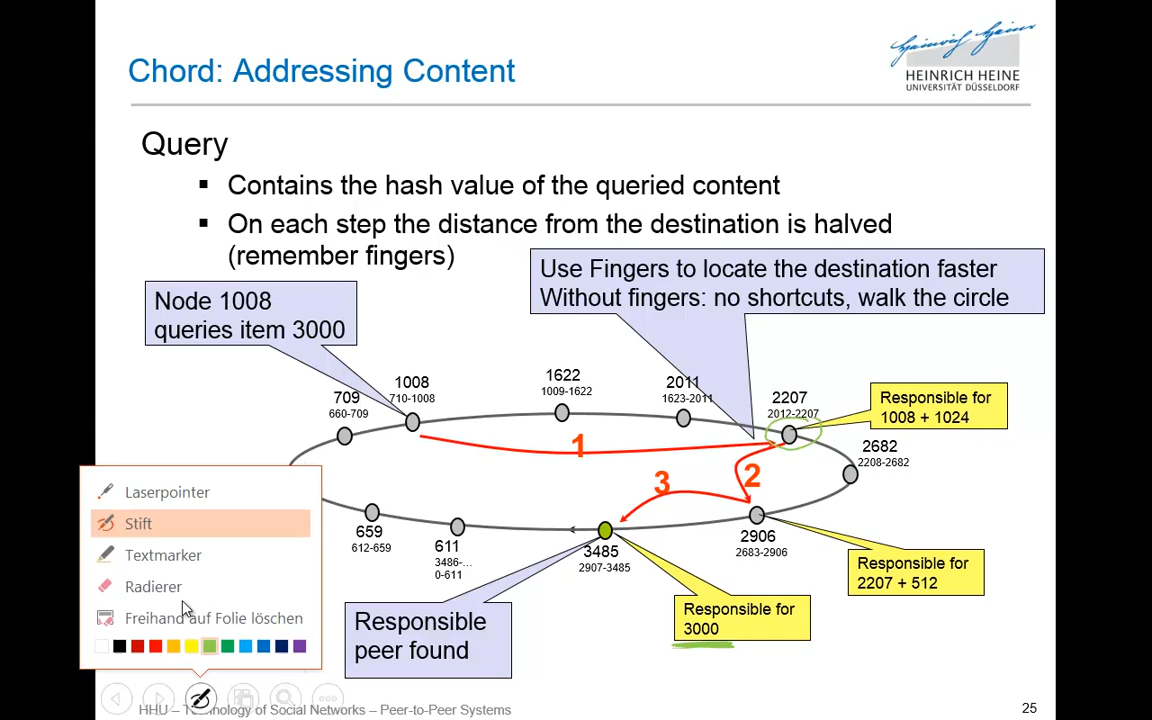 Chord: Addressing Content
Heinrich Heine
HEINRICH HEINE
UNIVERSITÄT DÜSSELDORF
Query
▪ Contains the hash value of the queried content
▪ On each step the distance from the destination is halved
(remember fingers)
Use Fingers to locate the destination faster
Without fingers: no shortcuts, walk the circle
Node 1008
queries item 3000
709
660-709
1008
710-1008
1622
1009-1622
2011
1623-2011
2207
2012-2207
Responsible for
1008 + 1024
2682
2208-2682
1
2
3
659
612-659
611
3486-...
0-611
3485
2907-3485
2906
2683-2906
Responsible for
2207 + 512
Responsible for
3000
Responsible
peer found
Laserpointer
Stift
Textmarker
Radierer
Freihand auf Folie löschen
HHU – Technology of Social Networks – Peer-to-Peer Systems
25